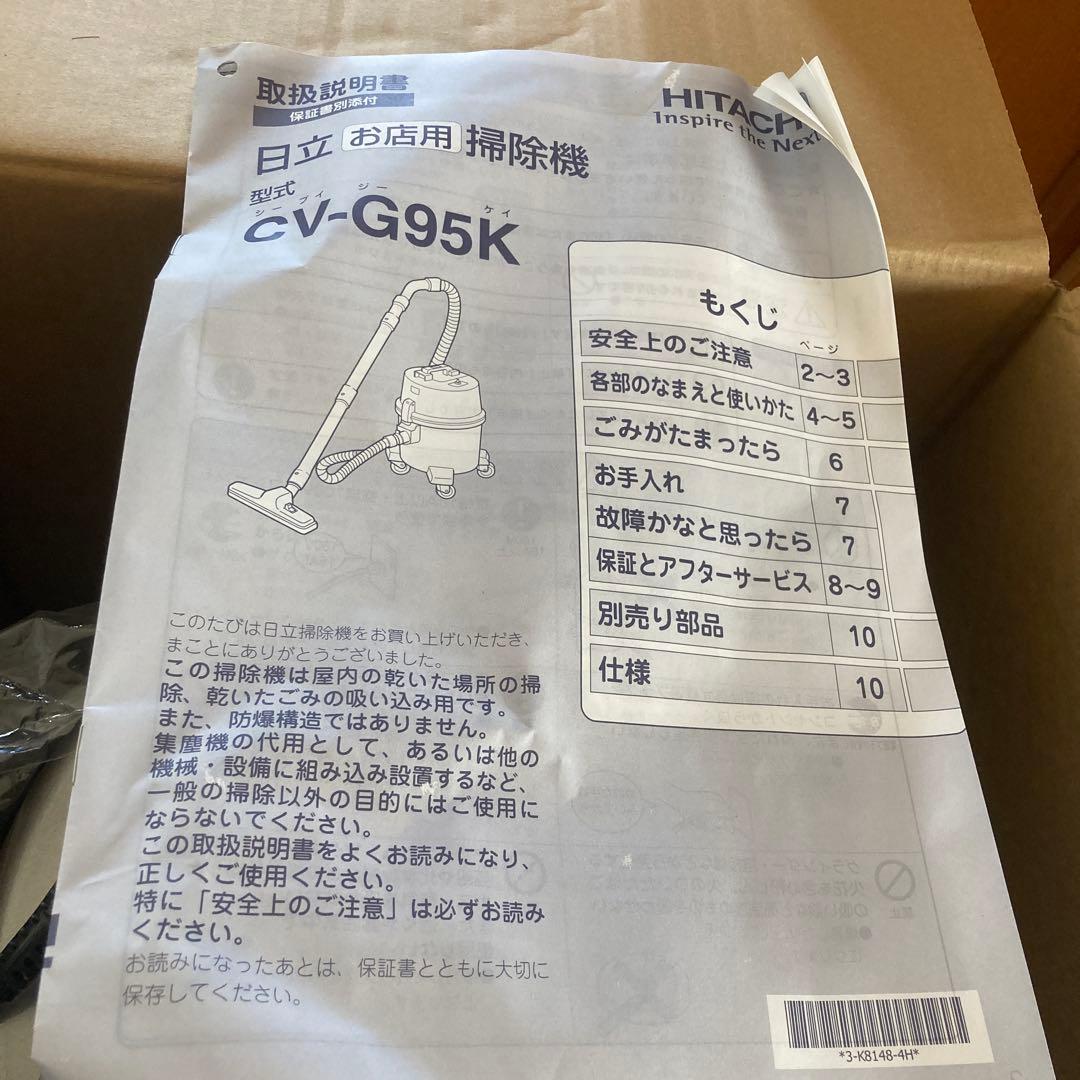 取扱説明書
保証書別添付
HITACHI
Inspire the Next
日立 お店用 掃除機
型式
シー ブイ ジー ケイ
CV-G95K
もくじ
ページ
安全上のご注意 2〜3
各部のなまえと使いかた 4〜5
ごみがたまったら 6
お手入れ 7
故障かなと思ったら 7
保証とアフターサービス 8〜9
別売り部品 10
仕様 10
このたびは日立掃除機をお買い上げいただき、
まことにありがとうございました。
この掃除機は屋内の乾いた場所の掃
除、乾いたごみの吸い込み用です。
また、防爆構造ではありません。
集塵機の代用として、あるいは他の
機械・設備に組み込み設置するなど、
一般の掃除以外の目的にはご使用に
ならないでください。
この取扱説明書をよくお読みになり、
正しくご使用ください。
特に「安全上のご注意」は必ずお読み
ください。
お読みになったあとは、保証書とともに大切に
保存してください。
*3-K8148-4H*